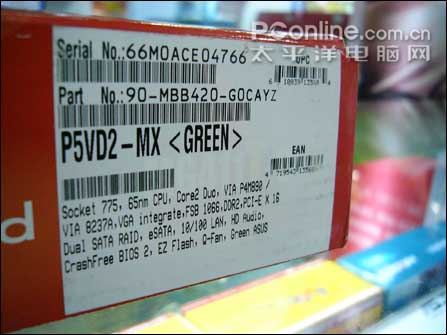 PConline.com.cn
太平洋电脑网
Serial No.:66M0ACE04766
UPC
Part No.:90-MBB420-G0CAYZ
P5VD2-MX <GREEN>
EAN
Socket 775, 65nm CPU, Core2 Duo, VIA P4M890 /
VIA 8237A,VGA integrate,FSB 1066,DDR2,PCI-E X 16
Dual SATA RAID, eSATA, 10/100 LAN, HD Audio,
CrashFree BIOS 2, EZ Flash, Q-Fan, Green ASUS
d